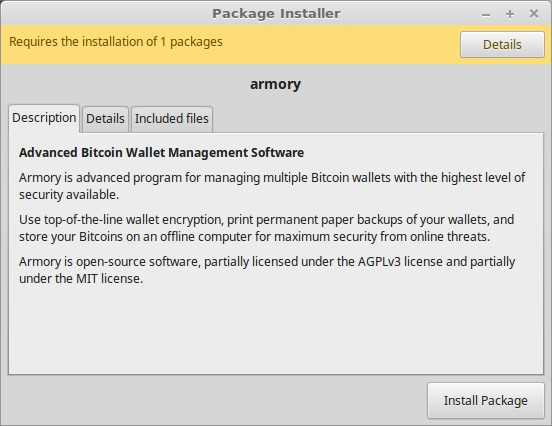 Package Installer
Requires the installation of 1 packages
Details
armory
Description
Details
Included files
Advanced Bitcoin Wallet Management Software
Armory is advanced program for managing multiple Bitcoin wallets with the highest level of
security available.
Use top-of-the-line wallet encryption, print permanent paper backups of your wallets, and
store your Bitcoins on an offline computer for maximum security from online threats.
Armory is open-source software, partially licensed under the AGPLv3 license and partially
under the MIT license.
Install Package